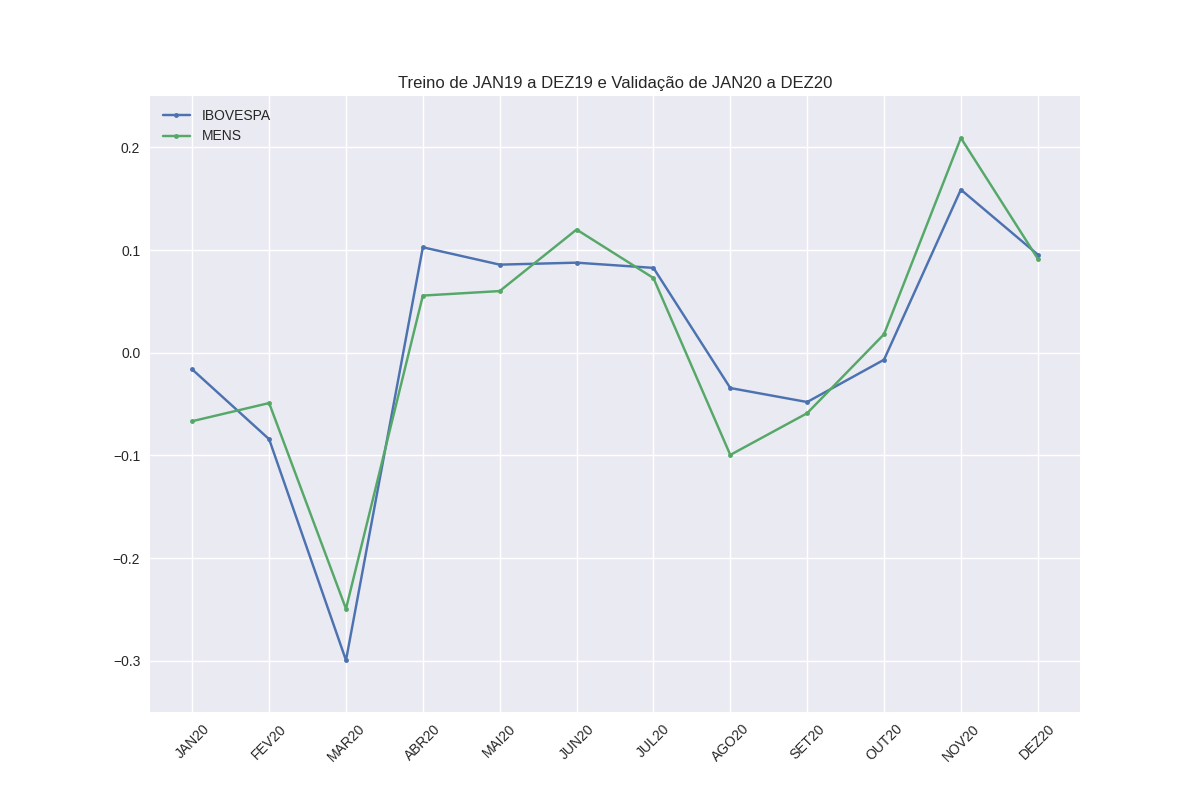 Treino de JAN19 a DEZ19 e Validação de JAN20 a DEZ20
IBOVESPA
MENS
0.2
0.1
0.0
−0.1
−0.2
−0.3
JAN20 FEV20 MAR20 ABR20 MAI20 JUN20 JUL20 AGO20 SET20 OUT20 NOV20 DEZ20